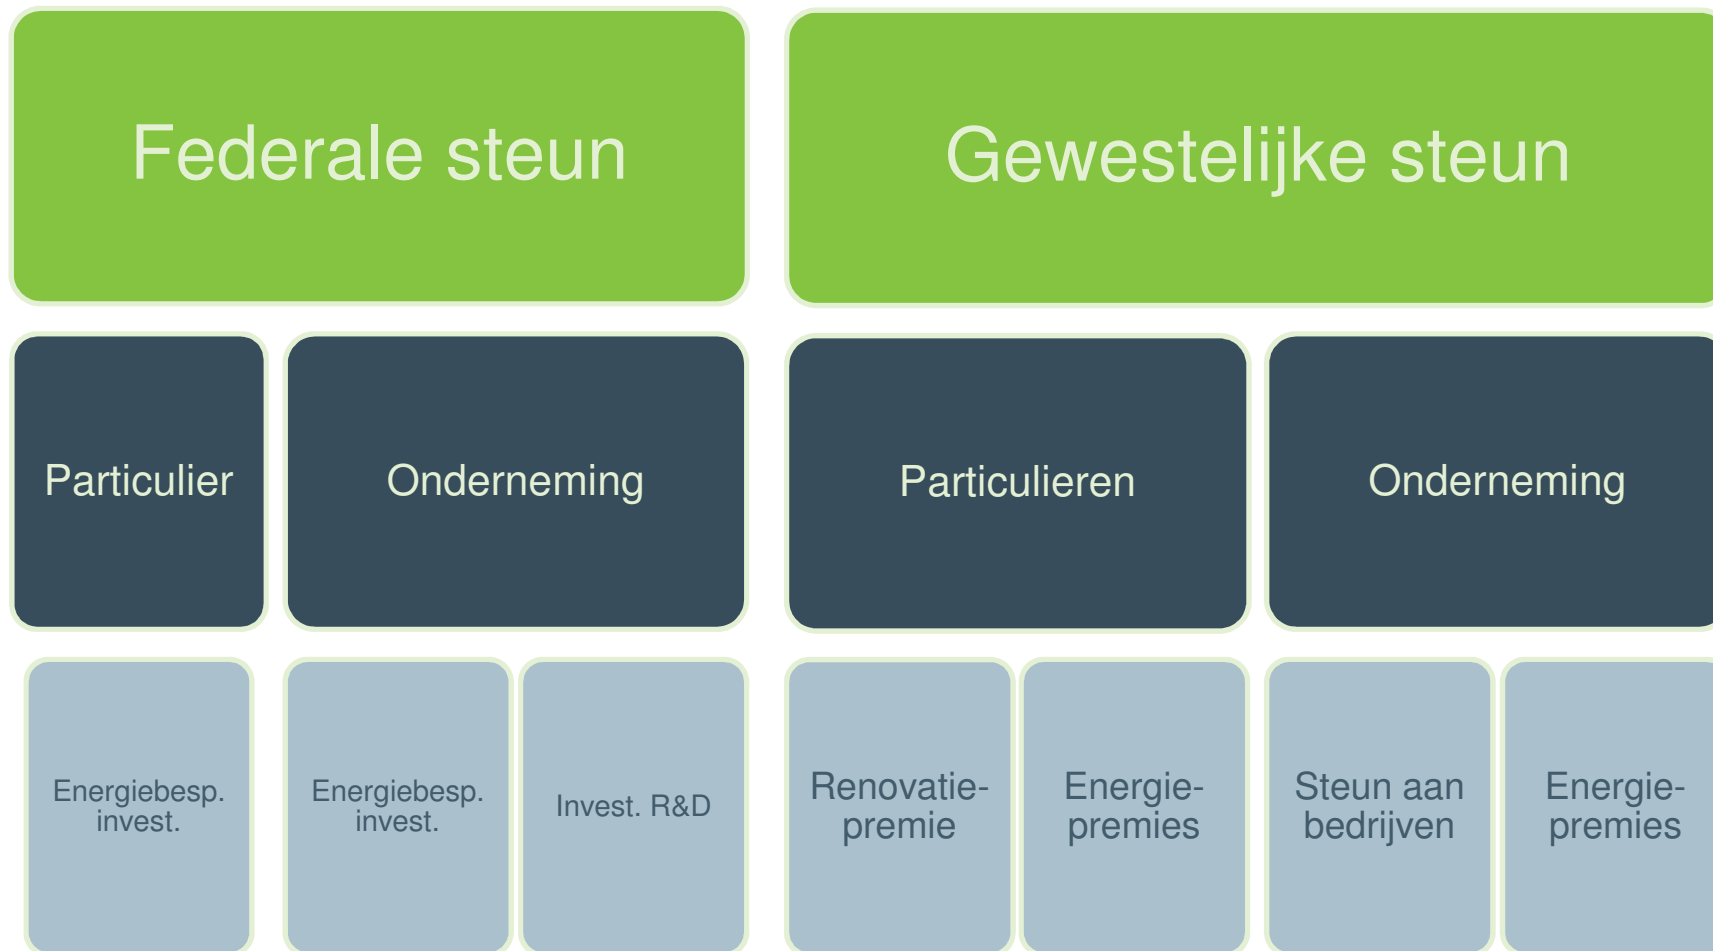 Federale steun
Gewestelijke steun
Particulier
Onderneming
Particulieren
Onderneming
Energiebesp.
invest.
Energiebesp.
invest.
Invest. R&D
Renovatie-
premie
Energie-
premies
Steun aan
bedrijven
Energie-
premies